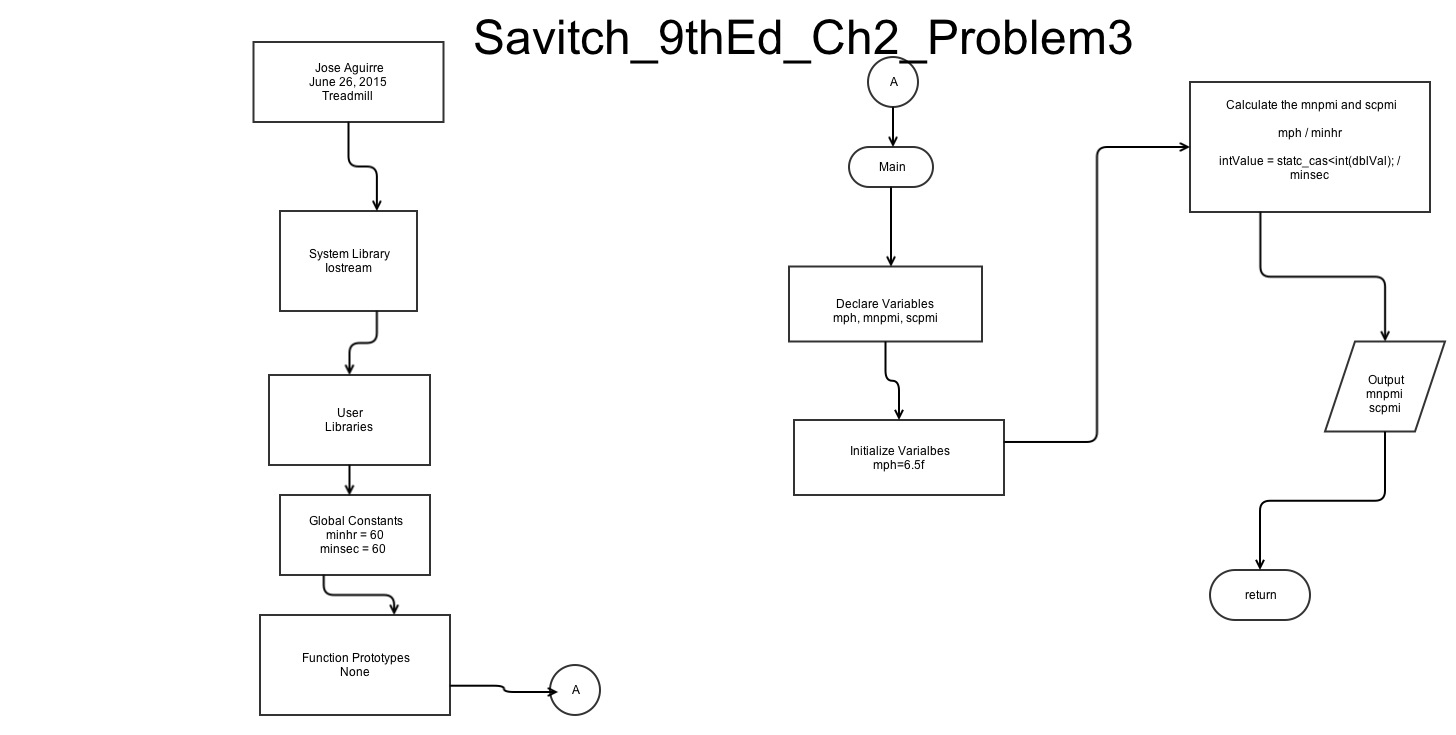 Savitch_9thEd_Ch2_Problem3
Jose Aguirre
June 26, 2015
Treadmill
System Library
Iostream
User
Libraries
Global Constants
minhr = 60
minsec = 60
Function Prototypes
None
A
A
Main
Declare Variables
mph, mnpmi, scpmi
Initialize Varialbes
mph=6.5f
Calculate the mnpmi and scpmi
mph / minhr
intValue = statc_cas<int(dblVal); /
minsec
Output
mnpmi
scpmi
return